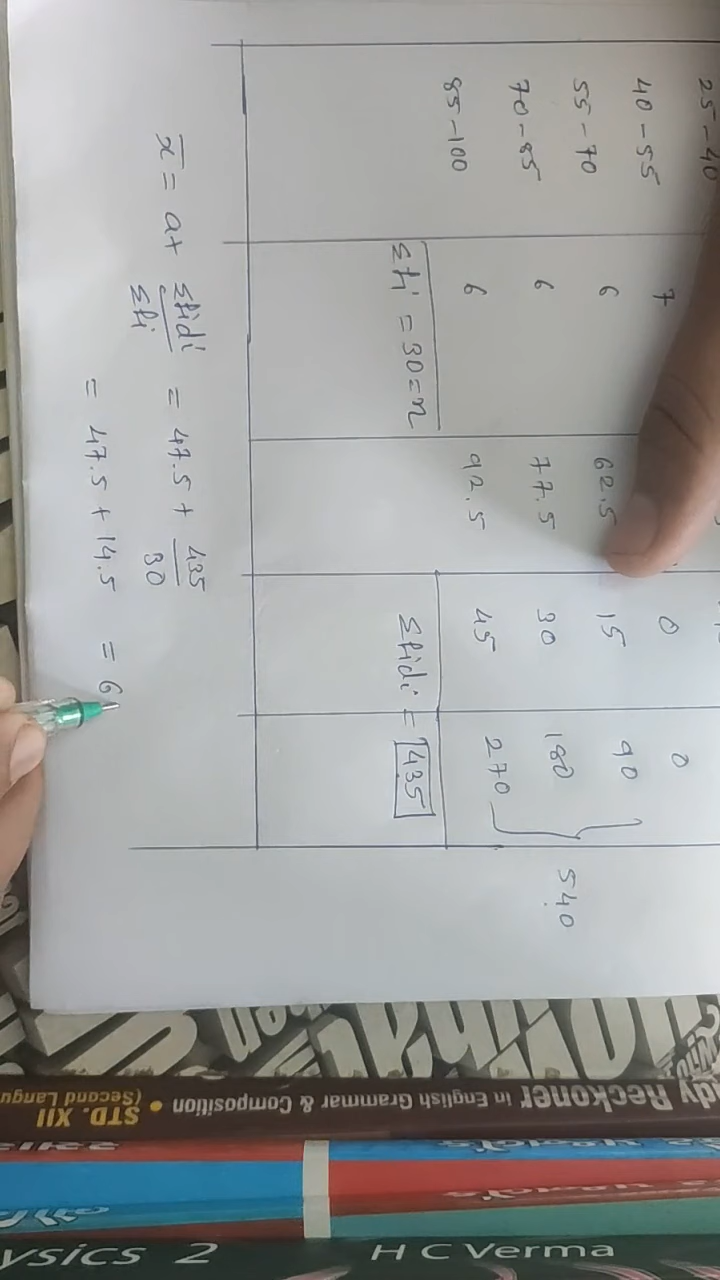 25-40
40-55 7 0 0
55-70 6 62.5 15 90
70-85 6 77.5 30 180
85-100 6 92.5 45 270
540
Σfi = 30 = n Σfidi = 435
x̄ = a + Σfidi/Σfi = 47.5 + 435/30
= 47.5 + 14.5 = 6
dy Reckoner in English Grammar & Composition • STD. XII
(Second Langu
ysics 2 H C Verma